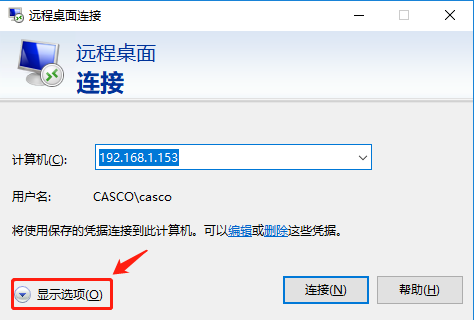 远程桌面连接
远程桌面
连接
计算机(C):
192.168.1.153
用户名:
CASCO\casco
将使用保存的凭据连接到此计算机。可以编辑或删除这些凭据。
显示选项(O)
连接(N)
帮助(H)